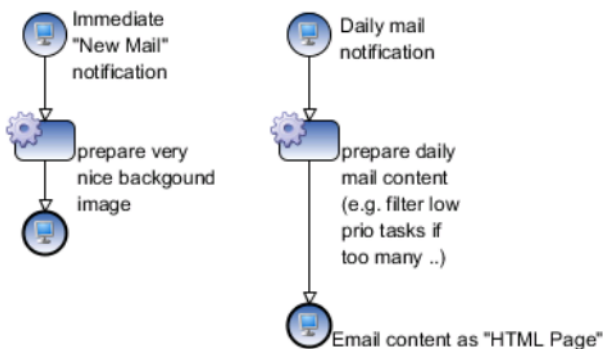 Immediate
"New Mail"
notification
prepare very
nice backgound
image
Daily mail
notification
prepare daily
mail content
(e.g. filter low
prio tasks if
too many ..)
Email content as "HTML Page"